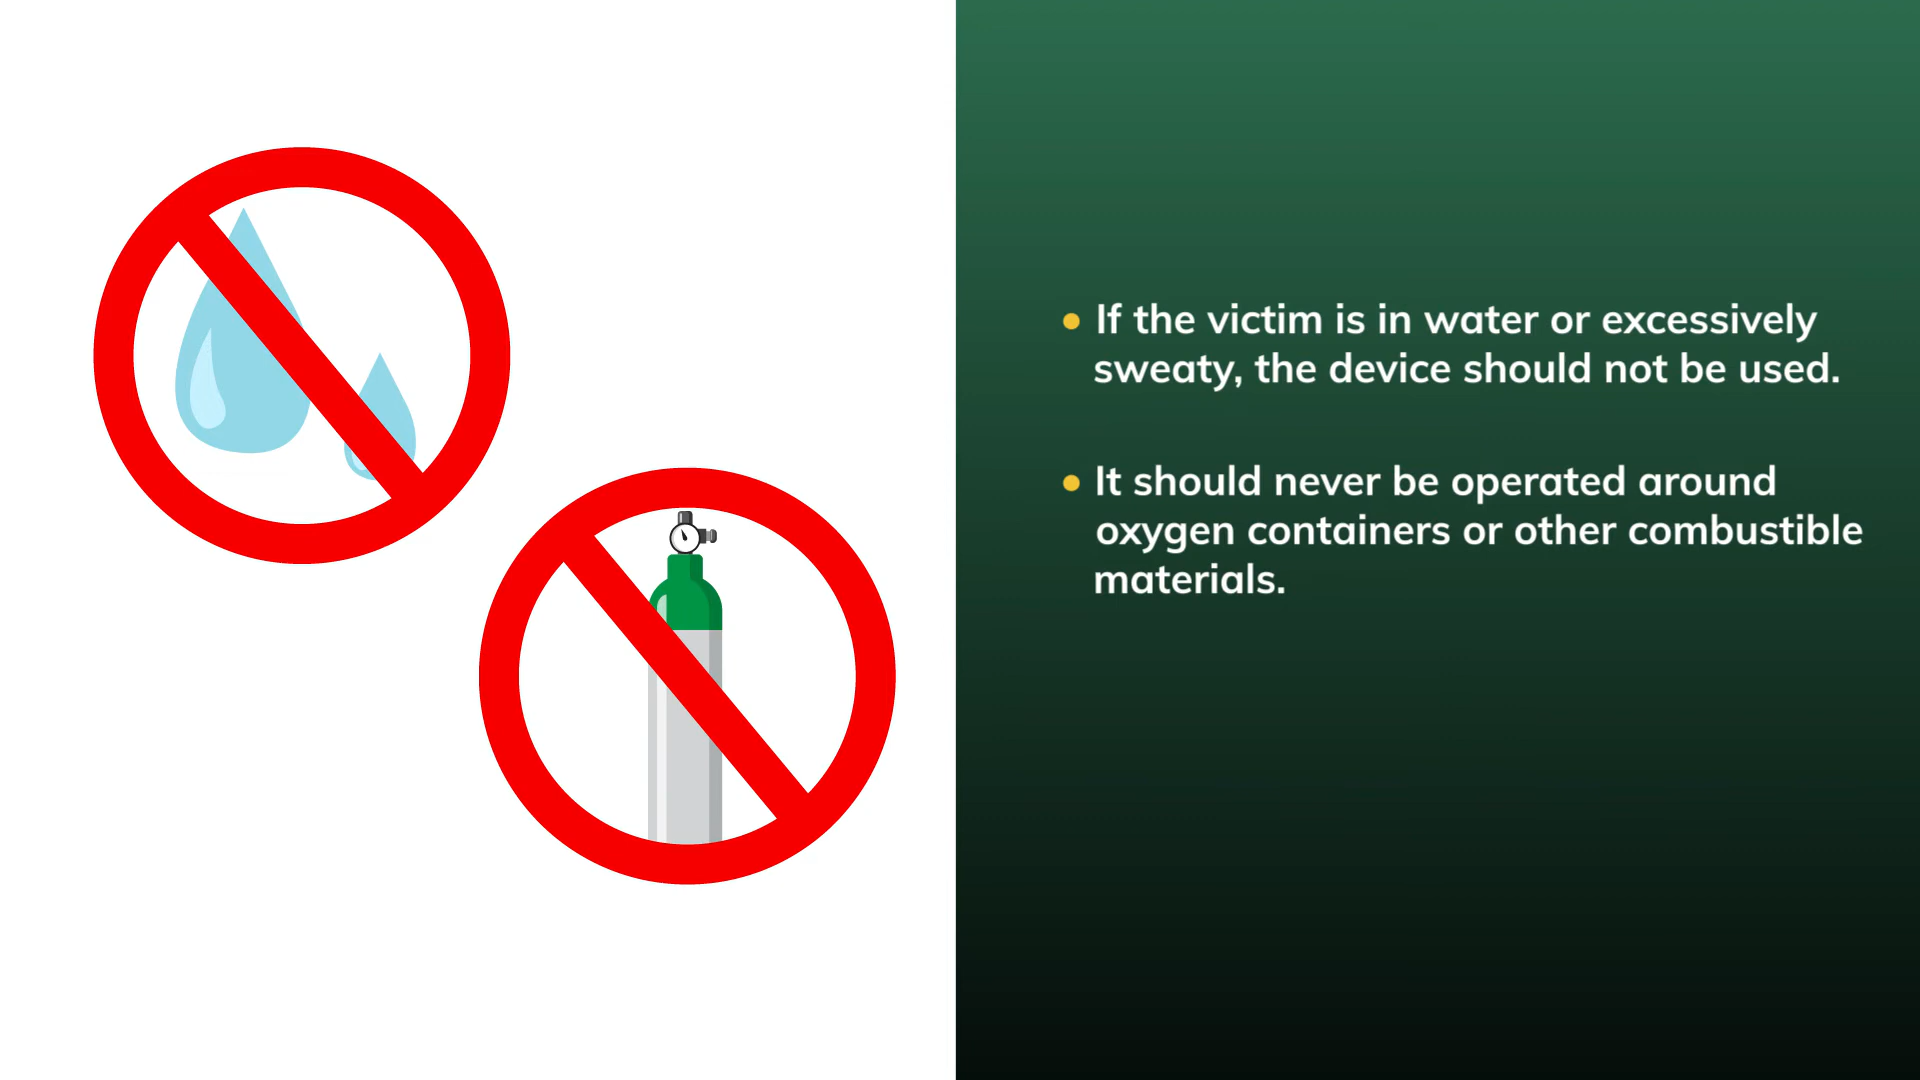 • If the victim is in water or excessively
sweaty, the device should not be used.
• It should never be operated around
oxygen containers or other combustible
materials.